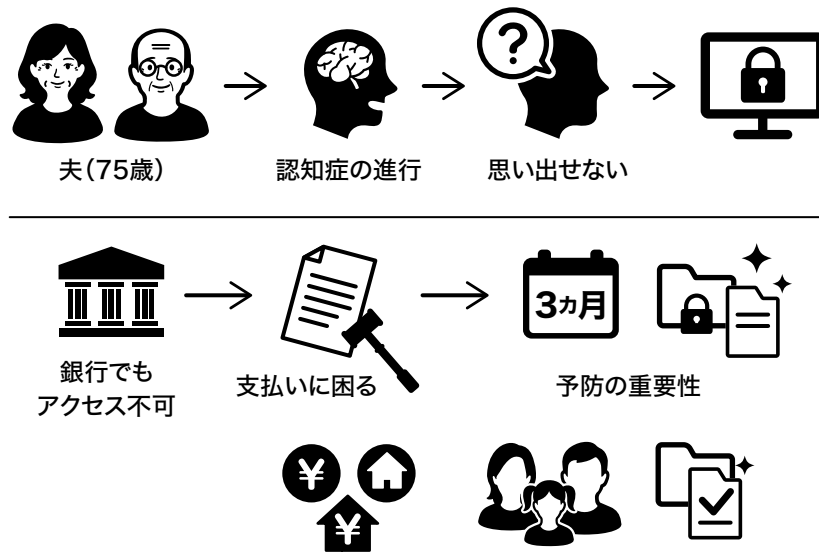 夫(75歳)
認知症の進行
思い出せない
?
銀行でも
アクセス不可
支払いに困る
3ヵ月
予防の重要性
¥
¥